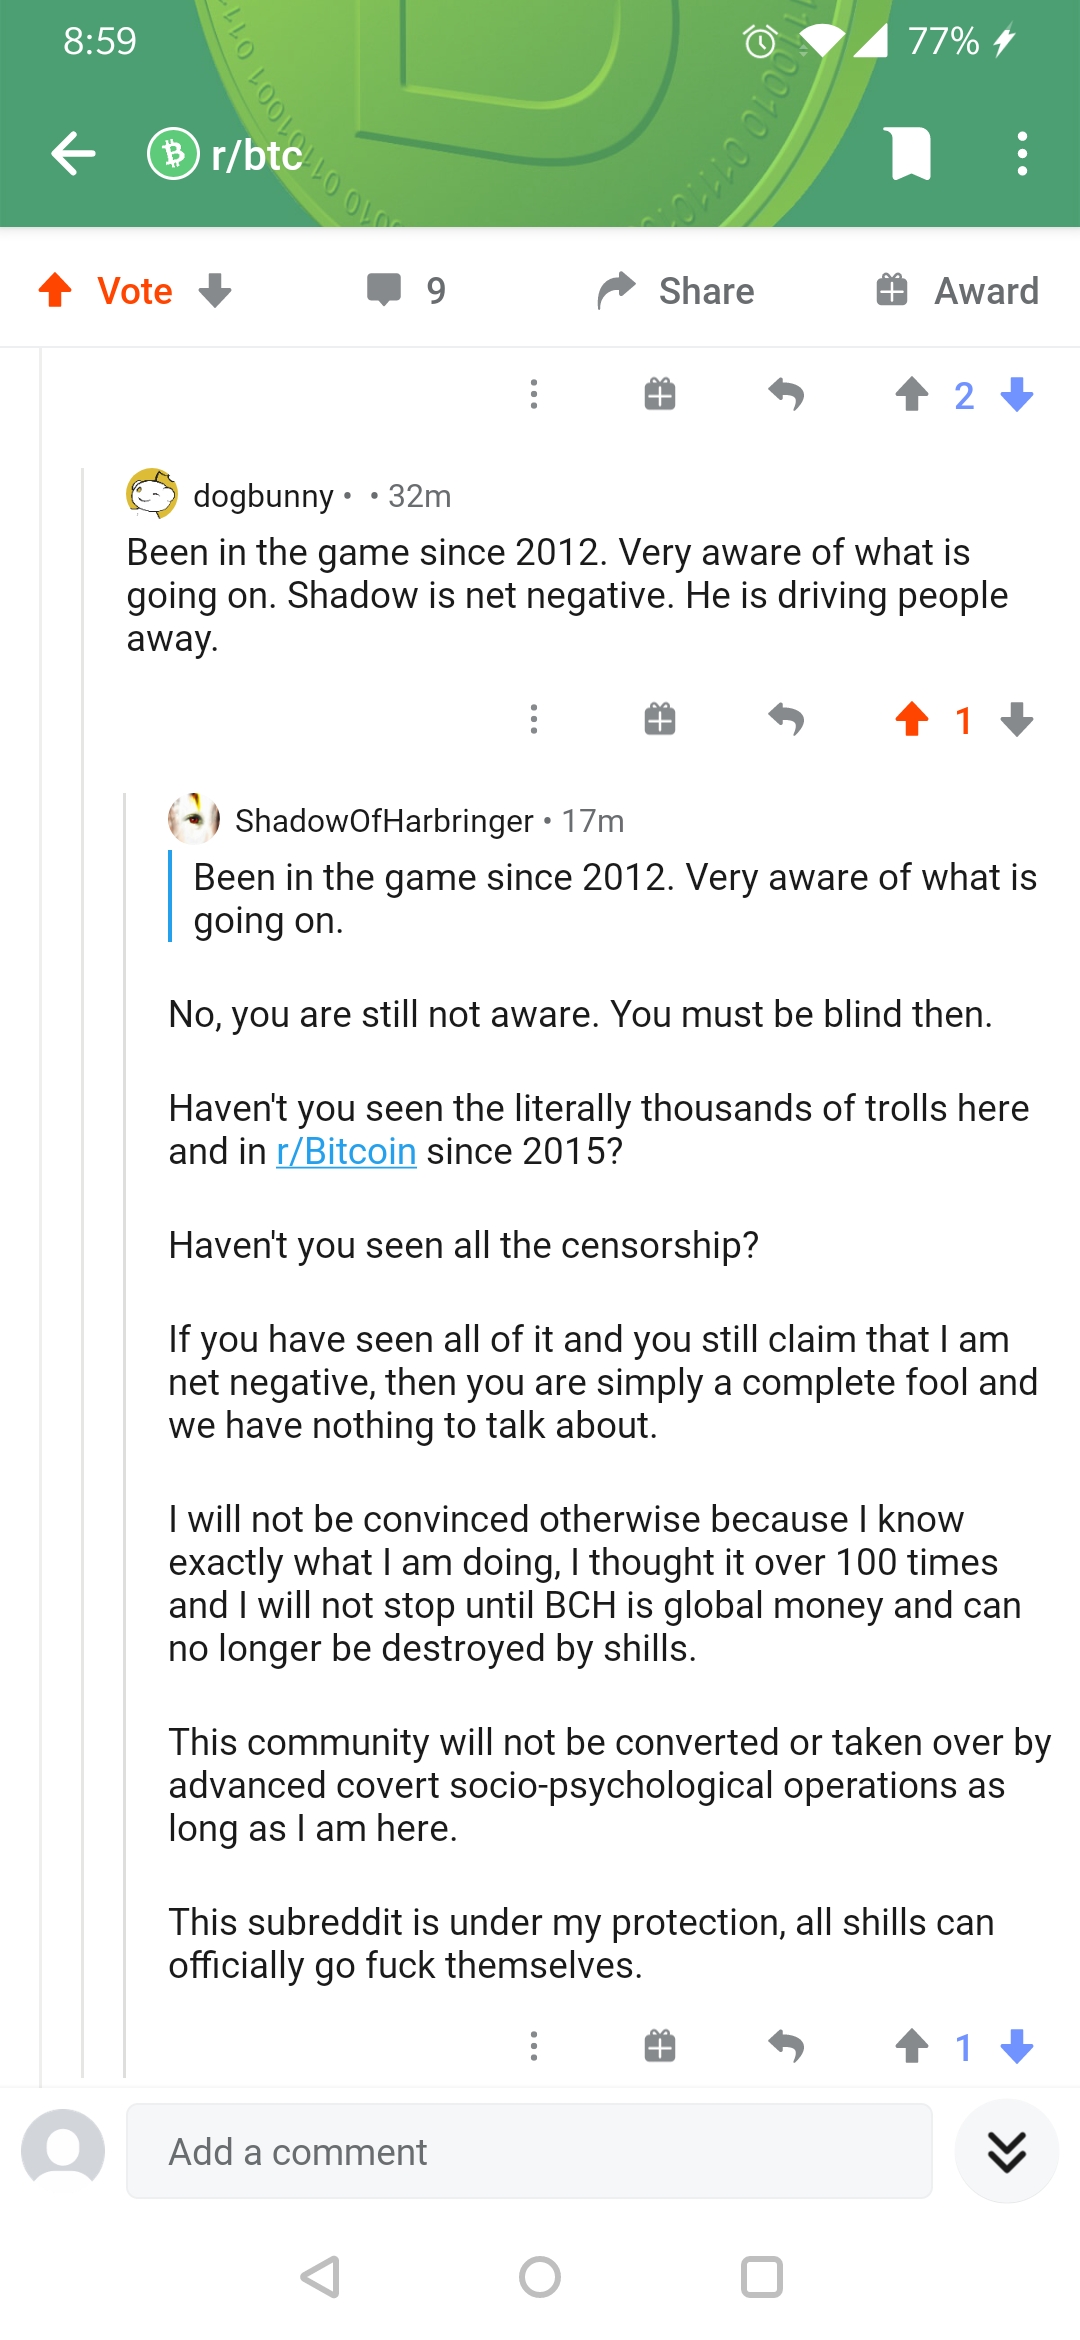 8:59
77%
r/btc
Vote
9
Share
Award
2
dogbunny • • 32m
Been in the game since 2012. Very aware of what is
going on. Shadow is net negative. He is driving people
away.
1
ShadowOfHarbringer • 17m
Been in the game since 2012. Very aware of what is
going on.
No, you are still not aware. You must be blind then.
Haven't you seen the literally thousands of trolls here
and in r/Bitcoin since 2015?
Haven't you seen all the censorship?
If you have seen all of it and you still claim that I am
net negative, then you are simply a complete fool and
we have nothing to talk about.
I will not be convinced otherwise because I know
exactly what I am doing, I thought it over 100 times
and I will not stop until BCH is global money and can
no longer be destroyed by shills.
This community will not be converted or taken over by
advanced covert socio-psychological operations as
long as I am here.
This subreddit is under my protection, all shills can
officially go fuck themselves.
1
Add a comment